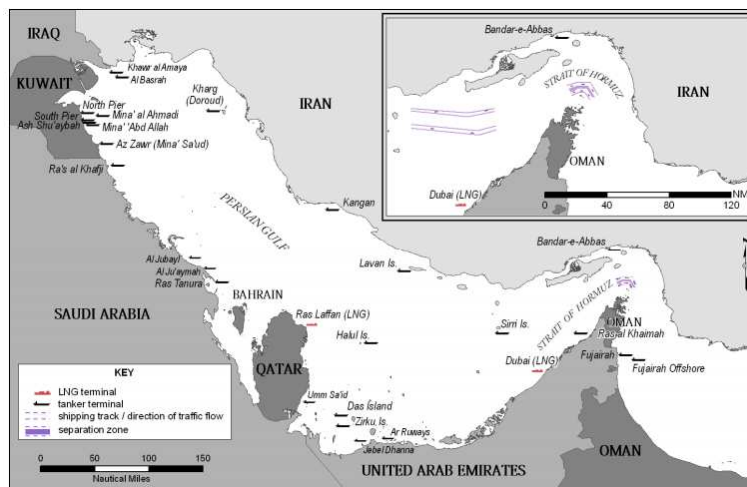 IRAQ
KUWAIT
Khawr al Amaya
Al Basrah
North Pier
South Pier
Mina' al Ahmadi
Ash Shu'aybah
Mina' 'Abd Allah
Az Zawr (Mina' Sa'ud)
Ra's al Khafji
Kharg
(Doroud)
IRAN
Kangan
PERSIAN GULF
Lavan Is.
Al Jubayl
Al Ju'aymah
Ras Tanura
SAUDI ARABIA
BAHRAIN
Ras Laffan (LNG)
QATAR
Halul Is.
Sirri Is.
Umm Sa'id
Das Island
Zirku Is.
Ar Ruways
Jebel Dhanna
Dubai (LNG)
STRAIT OF HORMUZ
Bandar-e-Abbas
OMAN
Ras al Khaimah
Fujairah
Fujairah Offshore
UNITED ARAB EMIRATES
OMAN
Bandar-e-Abbas
STRAIT OF HORMUZ
IRAN
OMAN
Dubai (LNG)
NM
0 40 80 120
KEY
LNG terminal
tanker terminal
shipping track / direction of traffic flow
separation zone
0 50 100 150
Nautical Miles